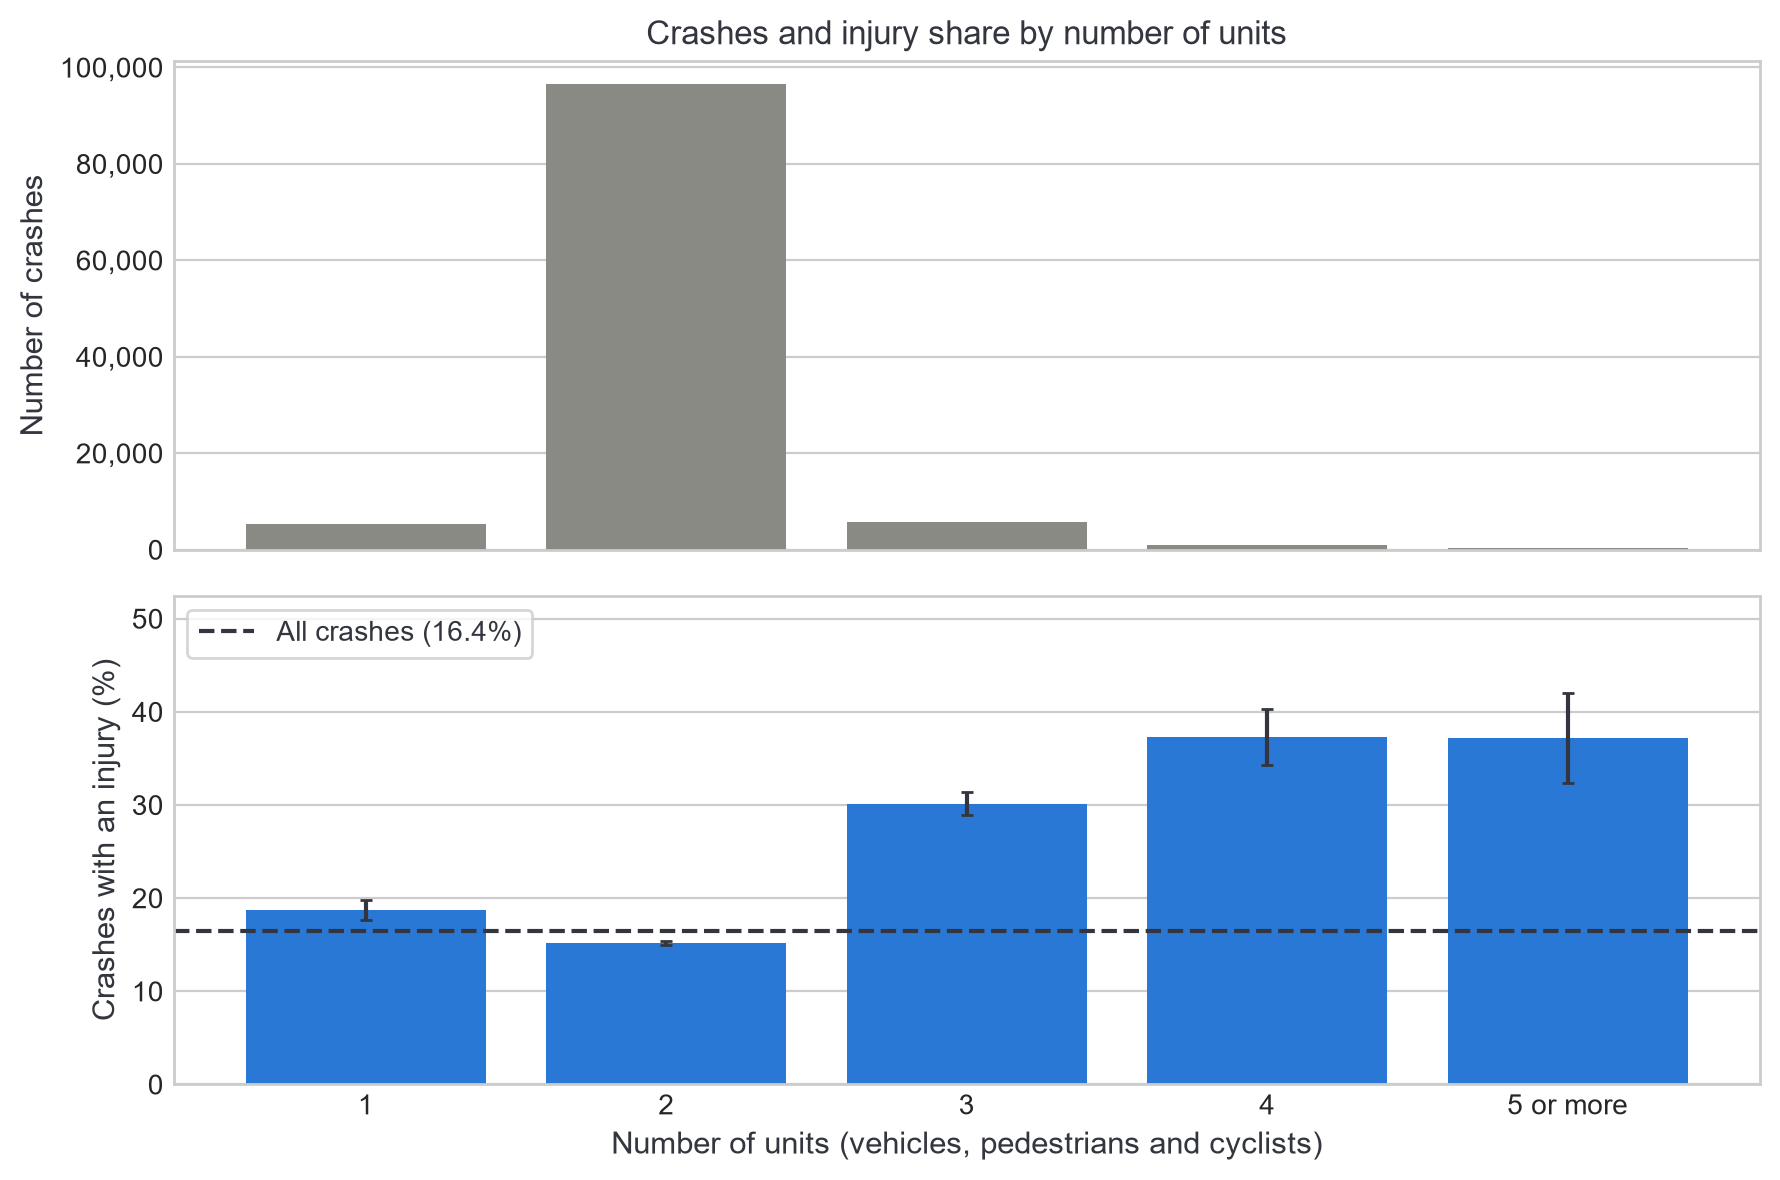 Crashes and injury share by number of units
Number of crashes
100,000
80,000
60,000
40,000
20,000
0
Crashes with an injury (%)
50
40
30
20
10
0
All crashes (16.4%)
1
2
3
4
5 or more
Number of units (vehicles, pedestrians and cyclists)